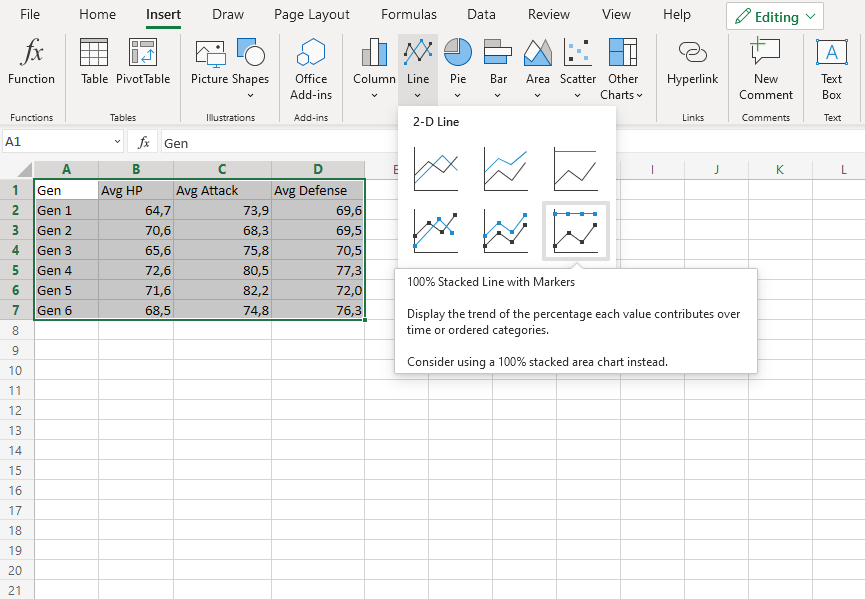 File Home Insert Draw Page Layout Formulas Data Review View Help Editing
Function Table PivotTable Picture Shapes Office Add-ins Column Line Pie Bar Area Scatter Other Charts Hyperlink New Comment Text Box
Functions Tables Illustrations Add-ins Links Comments Text
A1 fx Gen
2-D Line
A B C D E I J K L
1 Gen Avg HP Avg Attack Avg Defense
2 Gen 1 64,7 73,9 69,6
3 Gen 2 70,6 68,3 69,5
4 Gen 3 65,6 75,8 70,5
5 Gen 4 72,6 80,5 77,3
6 Gen 5 71,6 82,2 72,0
7 Gen 6 68,5 74,8 76,3
100% Stacked Line with Markers
Display the trend of the percentage each value contributes over
time or ordered categories.
Consider using a 100% stacked area chart instead.
8
9
10
11
12
13
14
15
16
17
18
19
20
21